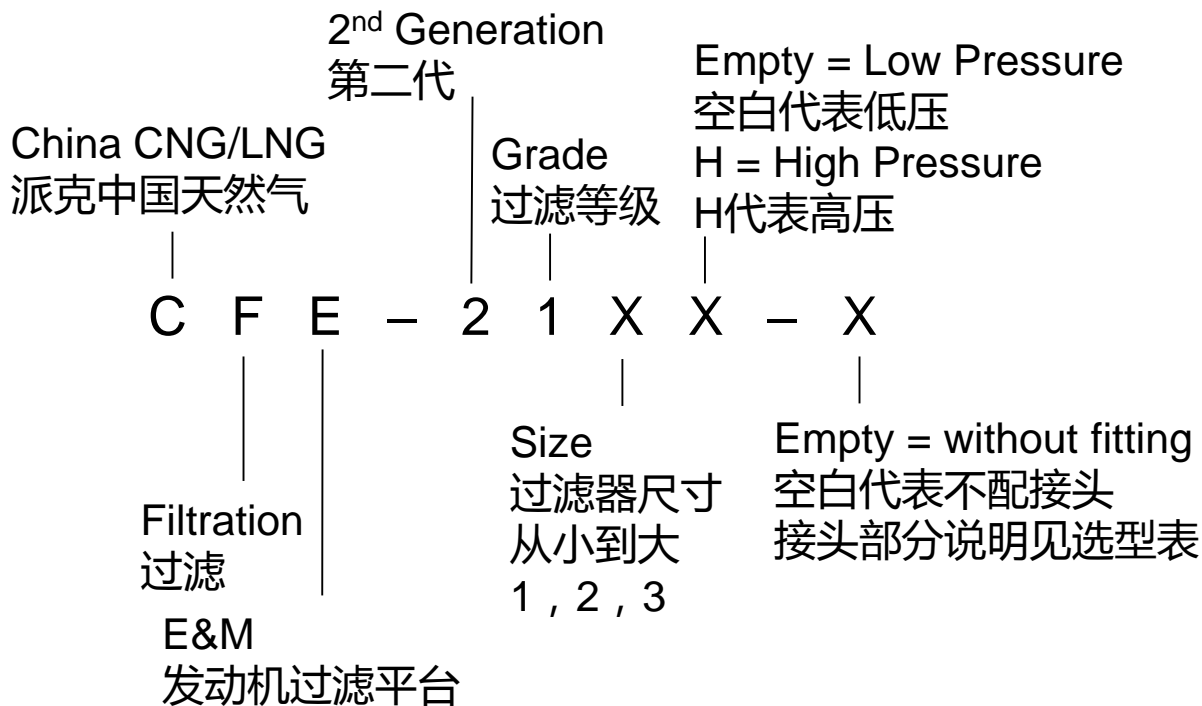 2nd Generation
第二代
Empty = Low Pressure
空白代表低压
H = High Pressure
H代表高压
China CNG/LNG
派克中国天然气
Grade
过滤等级
C F E – 2 1 X X – X
Size
过滤器尺寸
从小到大
1，2，3
Empty = without fitting
空白代表不配接头
接头部分说明见选型表
Filtration
过滤
E&M
发动机过滤平台